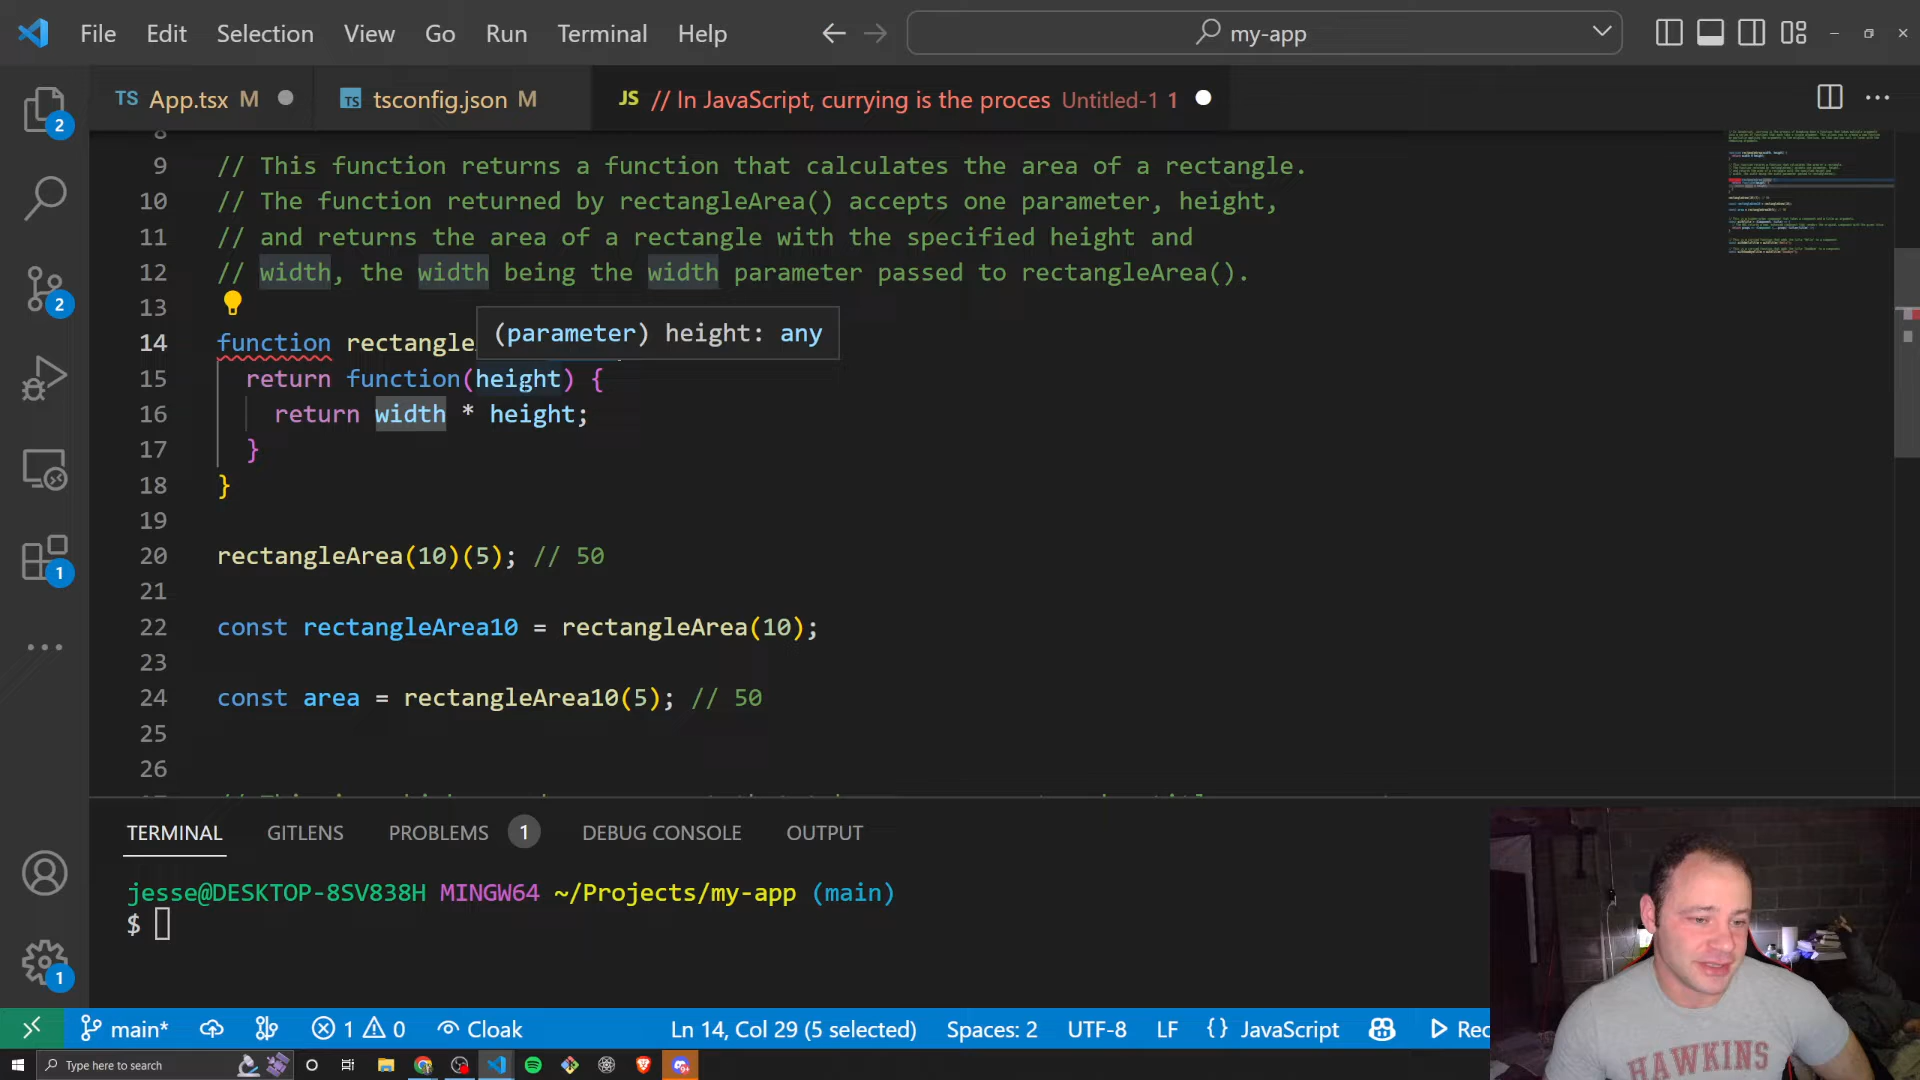 File Edit Selection View Go Run Terminal Help
my-app
TS App.tsx M
TS tsconfig.json M
JS // In JavaScript, currying is the proces Untitled-1 1
8
9 // This function returns a function that calculates the area of a rectangle.
10 // The function returned by rectangleArea() accepts one parameter, height,
11 // and returns the area of a rectangle with the specified height and
12 // width, the width being the width parameter passed to rectangleArea().
13
(parameter) height: any
14 function rectangle
15 return function(height) {
16 return width * height;
17 }
18 }
19
20 rectangleArea(10)(5); // 50
21
22 const rectangleArea10 = rectangleArea(10);
23
24 const area = rectangleArea10(5); // 50
25
26
2
2
1
1
TERMINAL GITLENS PROBLEMS 1 DEBUG CONSOLE OUTPUT
jesse@DESKTOP-8SV838H MINGW64 ~/Projects/my-app (main)
$
main* 1 0 Cloak Ln 14, Col 29 (5 selected) Spaces: 2 UTF-8 LF {} JavaScript Rec
Type here to search
HAWKINS